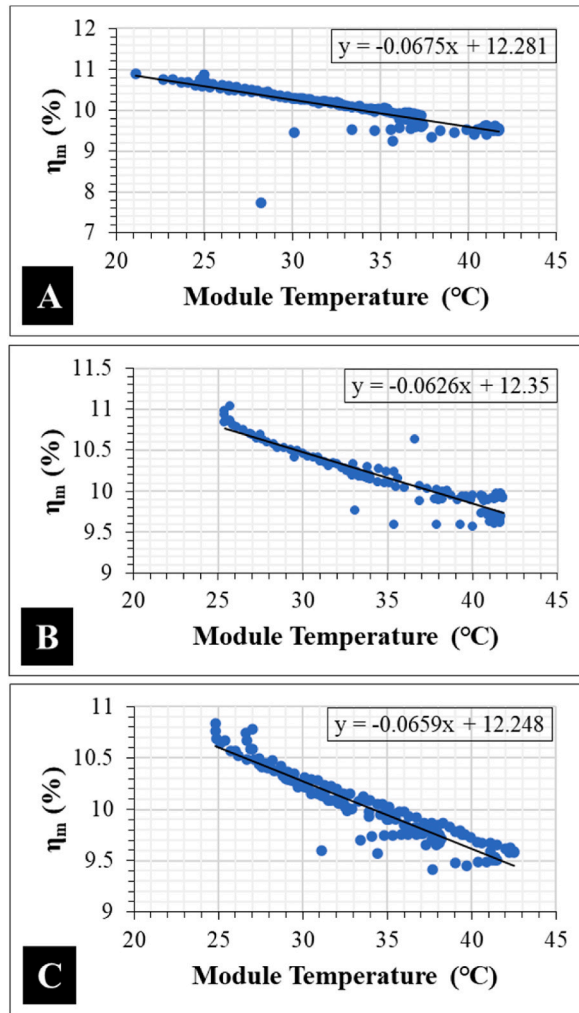 12
y = -0.0675x + 12.281
11
10
9
8
7
ηm (%)
20 25 30 35 40 45
Module Temperature (°C)
A
11.5
y = -0.0626x + 12.35
11
10.5
10
9.5
9
ηm (%)
20 25 30 35 40 45
Module Temperature (°C)
B
11
y = -0.0659x + 12.248
10.5
10
9.5
9
ηm (%)
20 25 30 35 40 45
Module Temperature (°C)
C